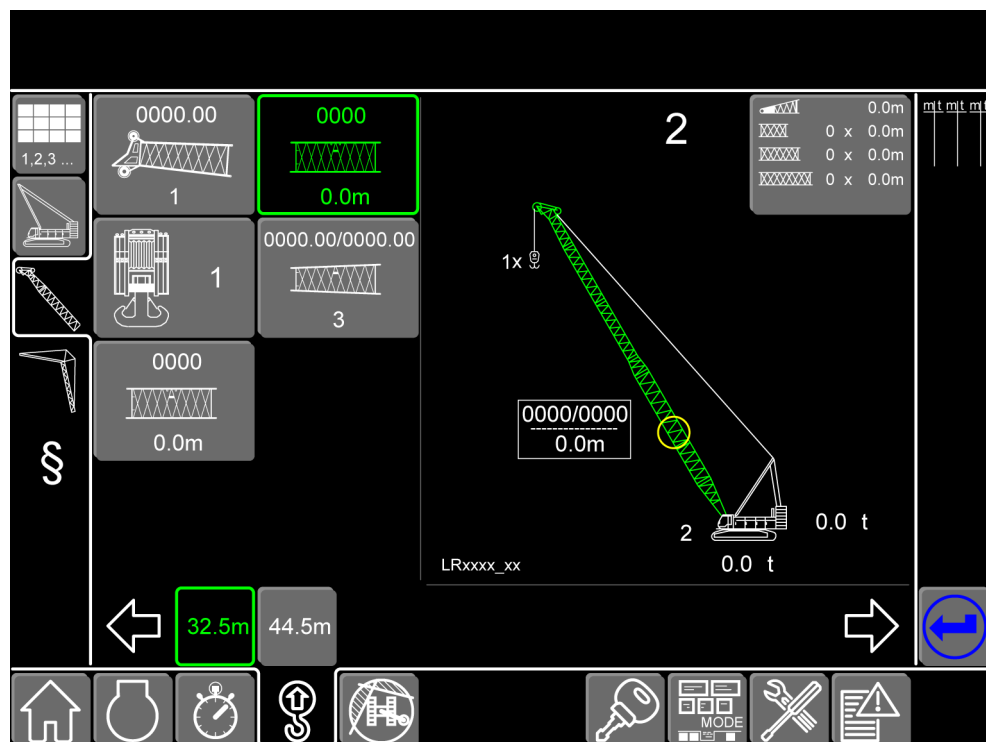 1,2,3 ...
0000.00
1
0000
0.0m
1
0000.00/0000.00
3
0000
0.0m
§
2
0.0m
0 x 0.0m
0 x 0.0m
0 x 0.0m
m|t m|t m|t
1x
0000/0000
0.0m
2
0.0 t
0.0 t
LRxxxx_xx
32.5m
44.5m
MODE